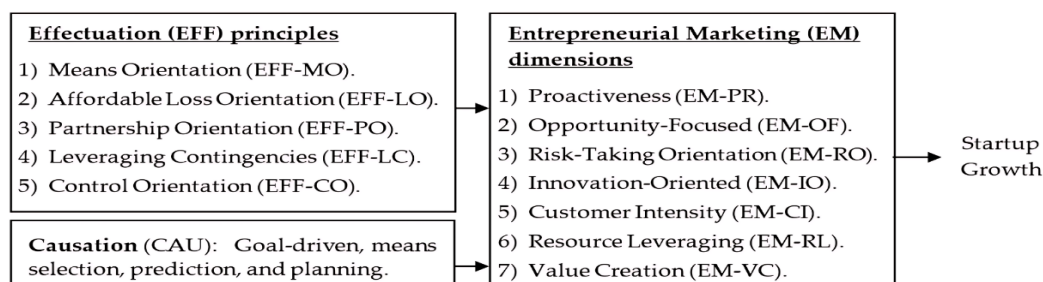 Effectuation (EFF) principles
1) Means Orientation (EFF-MO).
2) Affordable Loss Orientation (EFF-LO).
3) Partnership Orientation (EFF-PO).
4) Leveraging Contingencies (EFF-LC).
5) Control Orientation (EFF-CO).
Causation (CAU): Goal-driven, means
selection, prediction, and planning.
Entrepreneurial Marketing (EM)
dimensions
1) Proactiveness (EM-PR).
2) Opportunity-Focused (EM-OF).
3) Risk-Taking Orientation (EM-RO).
4) Innovation-Oriented (EM-IO).
5) Customer Intensity (EM-CI).
6) Resource Leveraging (EM-RL).
7) Value Creation (EM-VC).
Startup
Growth